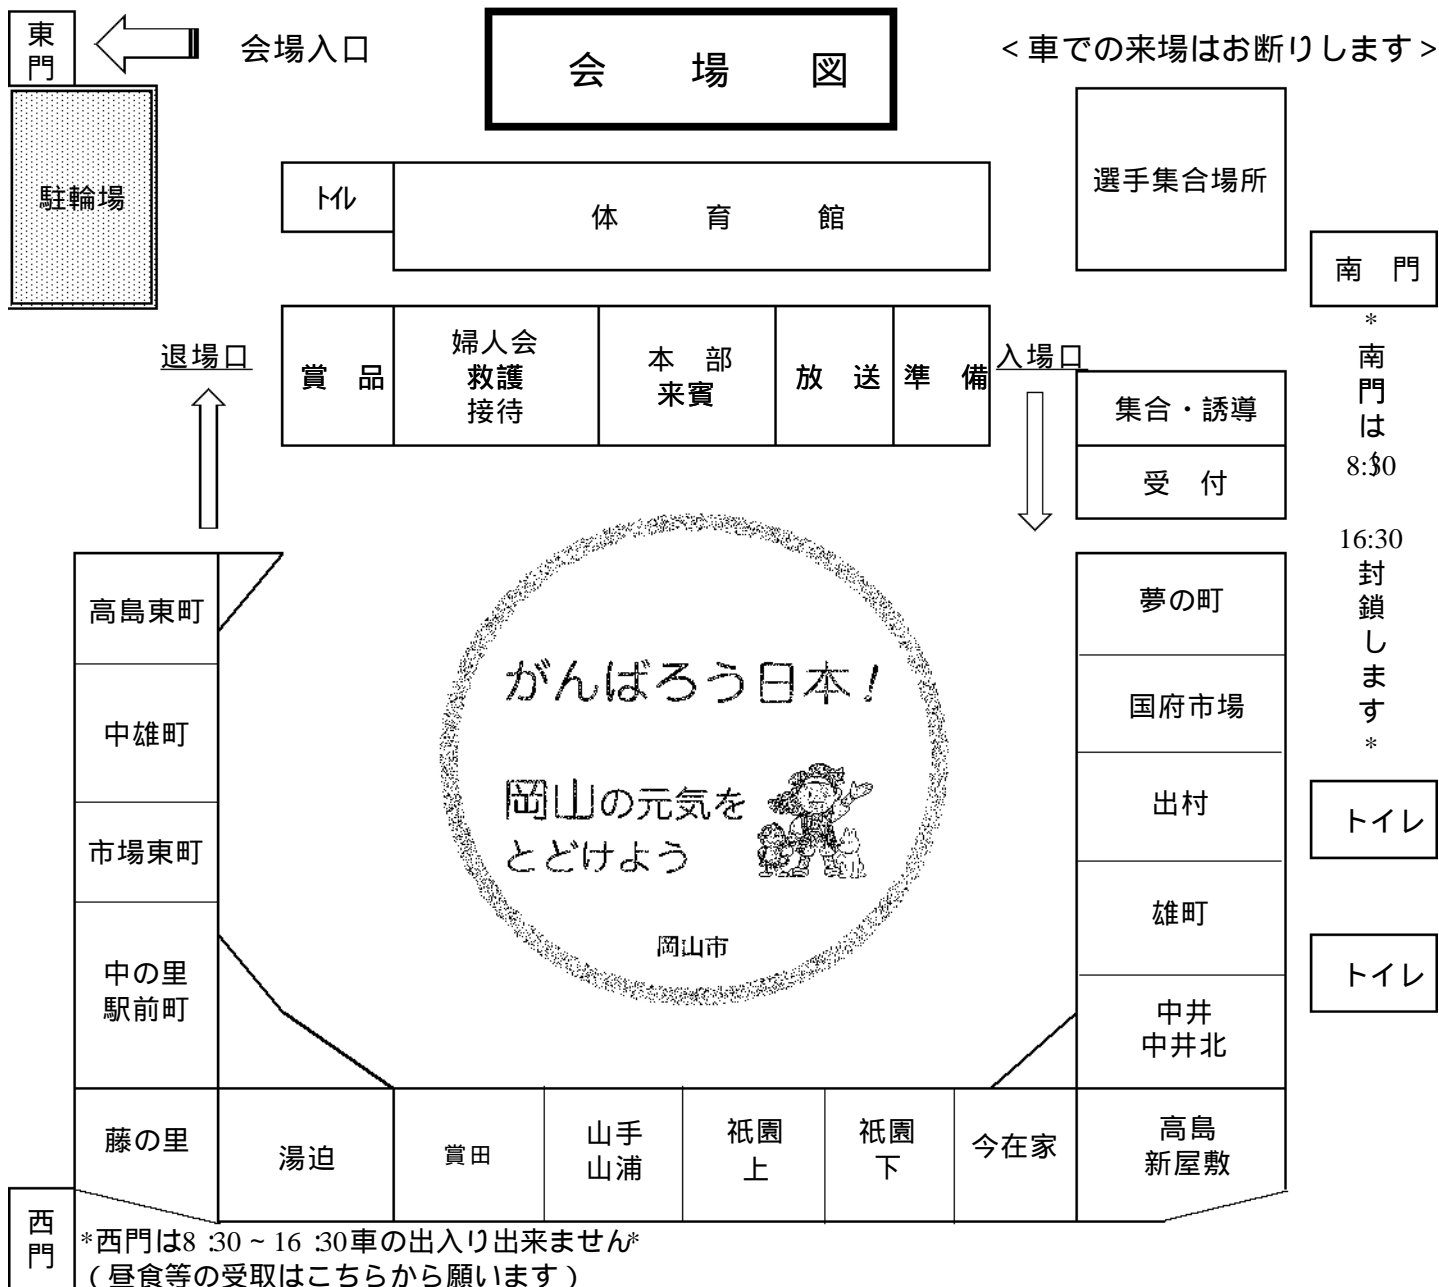 東門
会場入口
会 場 図
<車での来場はお断りします>
駐輪場
トイレ
体 育 館
選手集合場所
南 門
退場口
賞 品
婦人会
救護
接待
本 部
来賓
放 送
準 備
入場口
集合・誘導
受 付
*南門は8:30~16:30封鎖します*
高島東町
中雄町
市場東町
中の里
駅前町
がんばろう日本!
岡山の元気を
とどけよう
岡山市
夢の町
国府市場
出村
雄町
中井
中井北
トイレ
トイレ
藤の里
湯迫
賞田
山手
山浦
祇園
上
祇園
下
今在家
高島
新屋敷
西門
*西門は8:30~16:30車の出入り出来ません*
(昼食等の受取はこちらから願います)